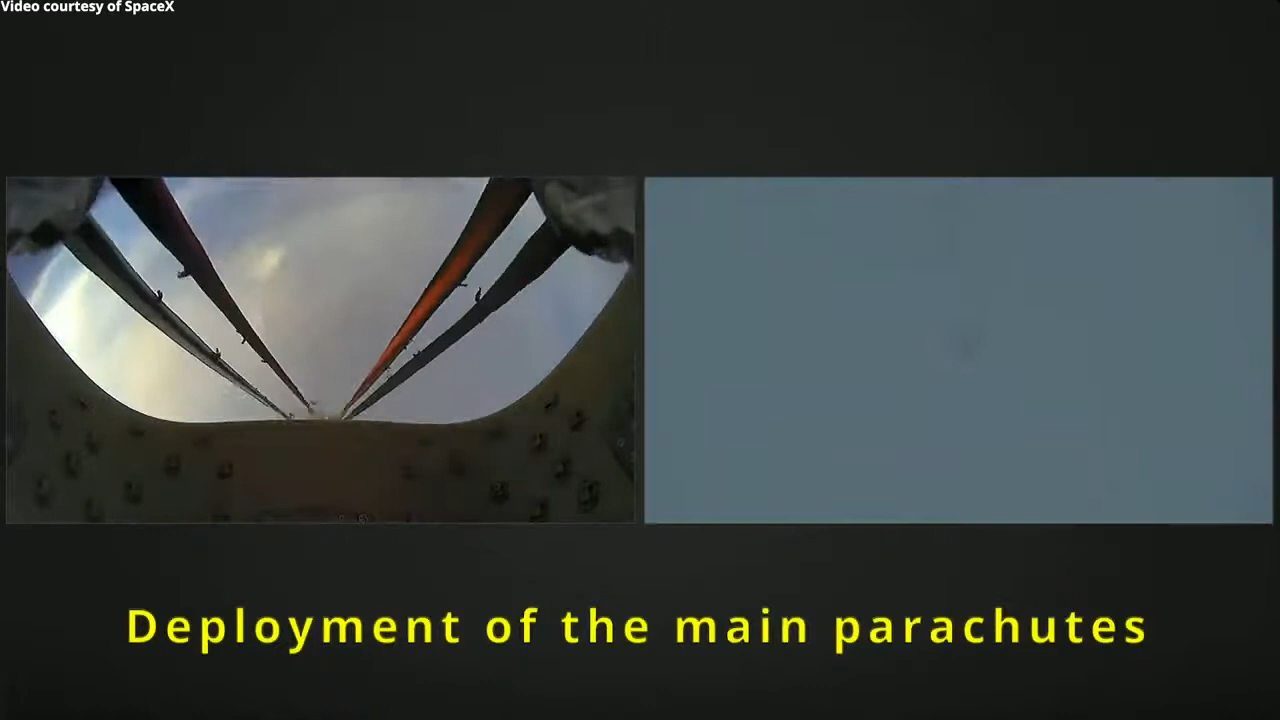 Video courtesy of SpaceX
Deployment of the main parachutes